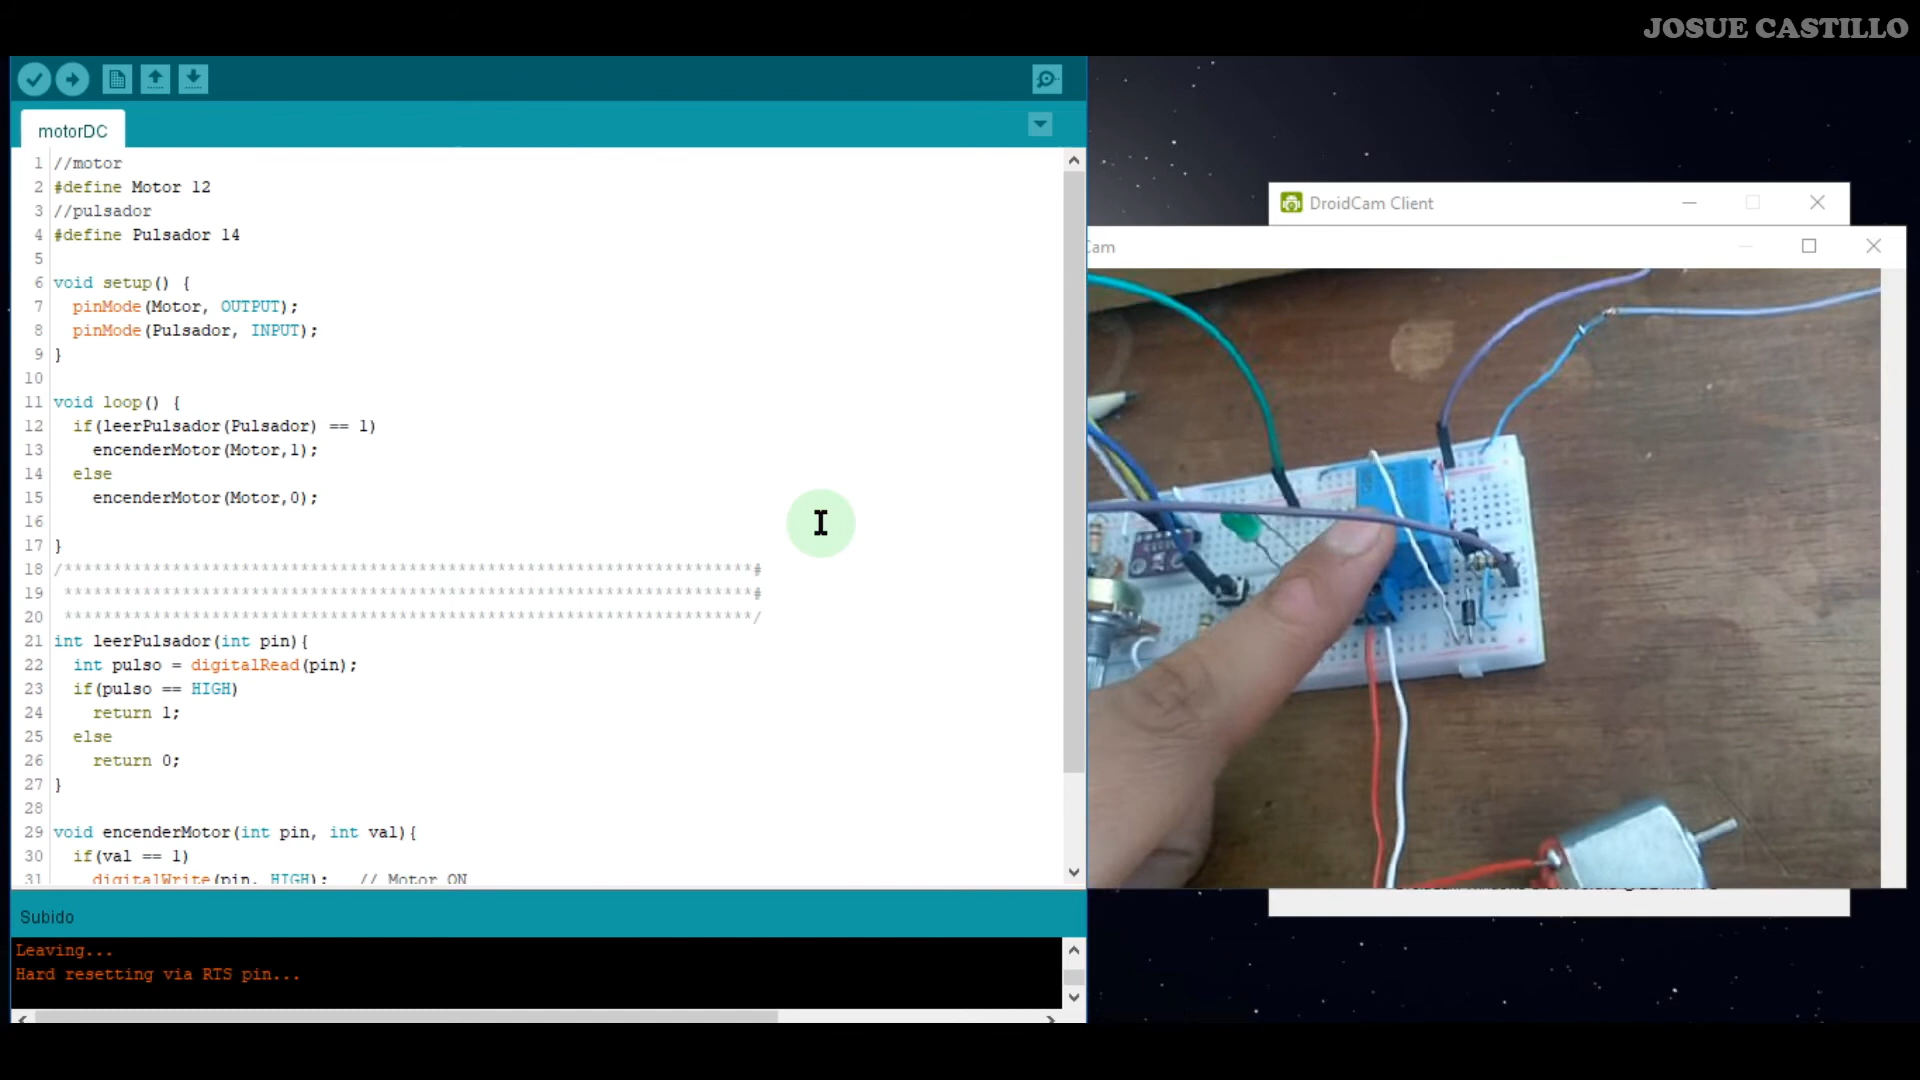 JOSUE CASTILLO
motorDC
1 //motor
2 #define Motor 12
3 //pulsador
4 #define Pulsador 14
5
6 void setup() {
7 pinMode(Motor, OUTPUT);
8 pinMode(Pulsador, INPUT);
9 }
10
11 void loop() {
12 if(leerPulsador(Pulsador) == 1)
13 encenderMotor(Motor,1);
14 else
15 encenderMotor(Motor,0);
16
17 }
18 /**********************************************************************#
19 **********************************************************************#
20 **********************************************************************/
21 int leerPulsador(int pin){
22 int pulso = digitalRead(pin);
23 if(pulso == HIGH)
24 return 1;
25 else
26 return 0;
27 }
28
29 void encenderMotor(int pin, int val){
30 if(val == 1)
31 digitalWrite(pin, HIGH); // Motor ON
Subido
Leaving...
Hard resetting via RTS pin...
DroidCam Client
Cam